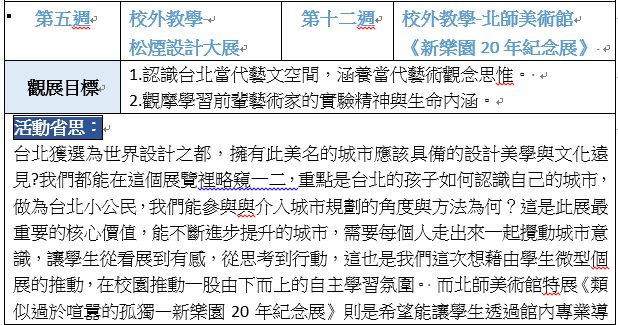 第五週 校外教學-松煙設計大展 第十二週 校外教學-北師美術館《新樂園 20 年紀念展》
觀展目標
1.認識台北當代藝文空間，涵養當代藝術觀念思惟。
2.觀摩學習前輩藝術家的實驗精神與生命內涵。
活動省思：
台北獲選為世界設計之都，擁有此美名的城市應該具備的設計美學與文化遠
見?我們都能在這個展覽裡略窺一二，重點是台北的孩子如何認識自己的城市，
做為台北小公民，我們能參與與介入城市規劃的角度與方法為何？這是此展最
重要的核心價值，能不斷進步提升的城市，需要每個人走出來一起攪動城市意
識，讓學生從看展到有感，從思考到行動，這也是我們這次想藉由學生微型個
展的推動，在校園推動一股由下而上的自主學習氛圍。而北師美術館特展《類
似過於喧囂的孤獨—新樂園 20 年紀念展》則是希望能讓學生透過館內專業導